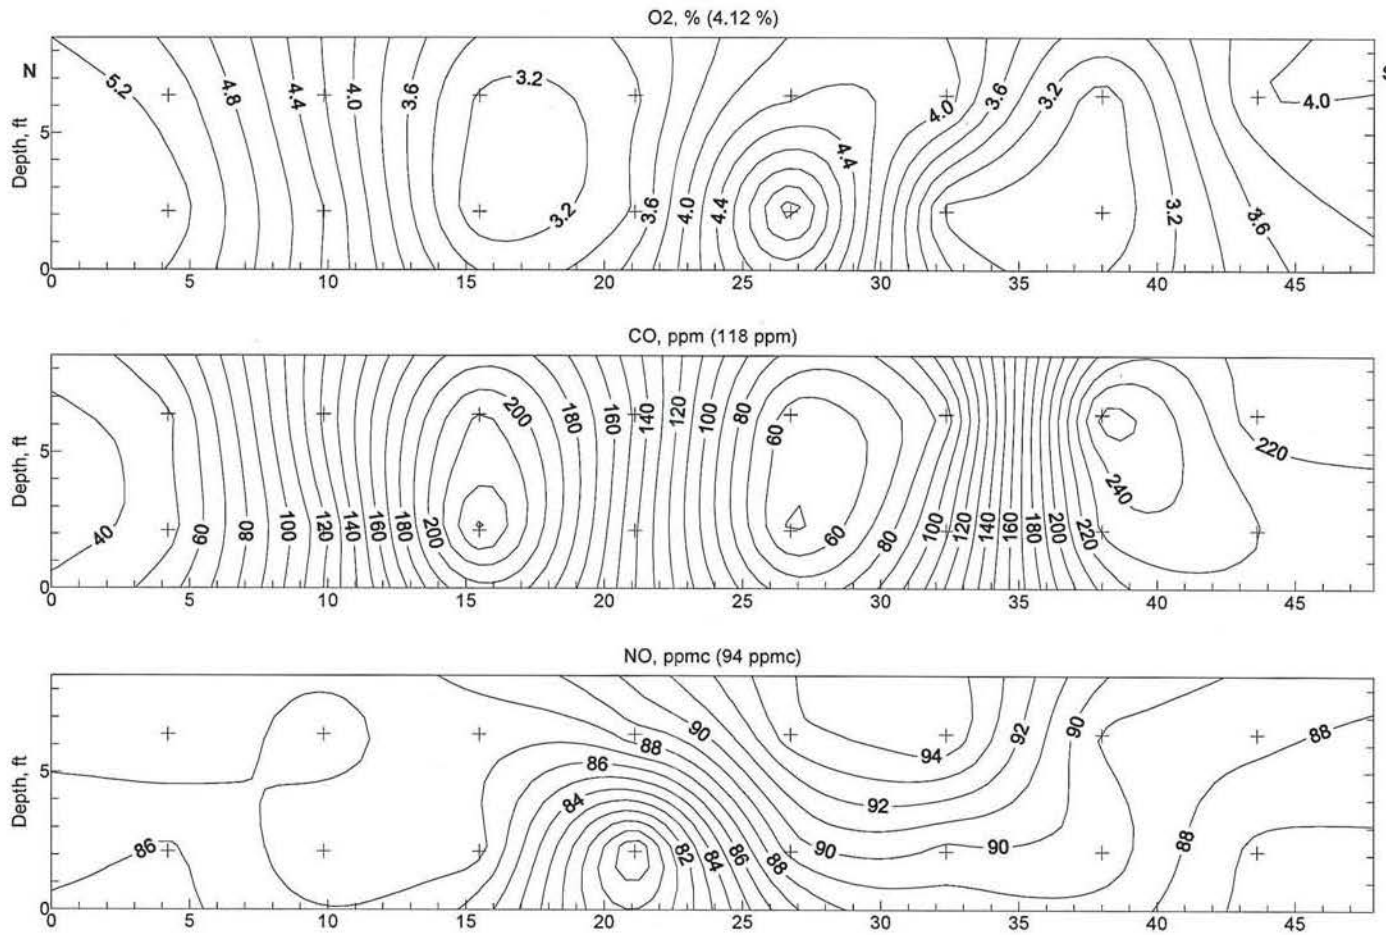 O2, % (4.12 %)
N
5.2 4.8 4.4 4.0 3.6 3.2 3.2 3.6 4.0 4.4 4.4 4.0 3.6 3.2 3.2 3.6 4.0
Depth, ft
5
0
0 5 10 15 20 25 30 35 40 45
CO, ppm (118 ppm)
40 60 80 100 120 140 160 180 200 200 180 160 140 120 100 80 60 60 80 100 120 140 160 180 200 220 240 220
Depth, ft
5
0
0 5 10 15 20 25 30 35 40 45
NO, ppmc (94 ppmc)
86 86 84 88 90 82 84 86 88 90 92 94 92 90 90 88 88
Depth, ft
5
0
0 5 10 15 20 25 30 35 40 45